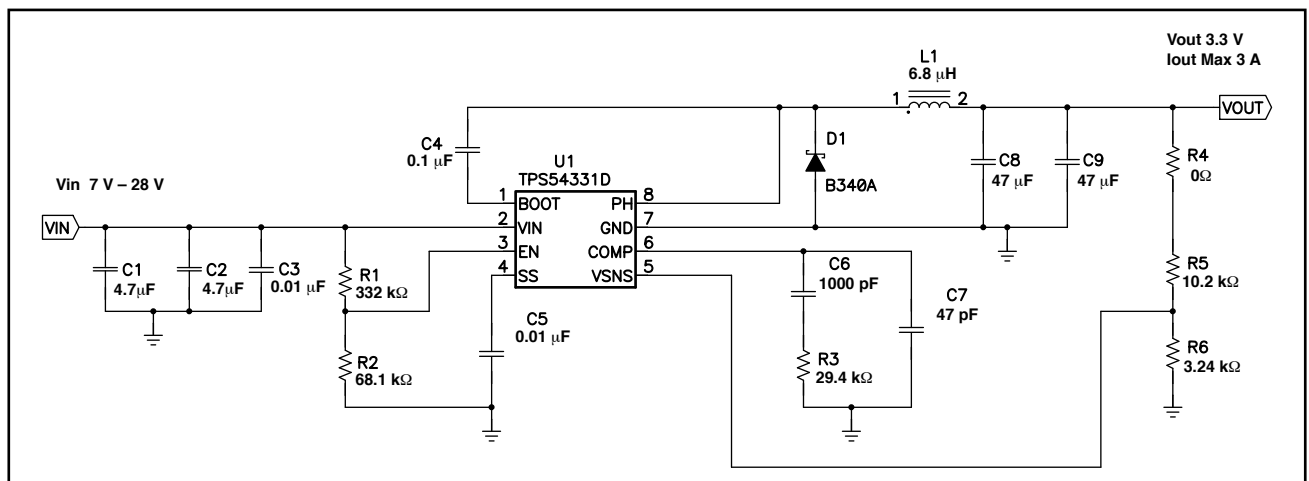 Vout 3.3 V
Iout Max 3 A
L1
6.8 μH
1 2
VOUT
C4
0.1 μF
D1
B340A
C8
47 μF
C9
47 μF
R4
0Ω
U1
TPS54331D
Vin 7 V – 28 V
VIN
1 BOOT PH 8
2 VIN GND 7
3 EN COMP 6
4 SS VSNS 5
C1
4.7μF
C2
4.7μF
C3
0.01 μF
R1
332 kΩ
R2
68.1 kΩ
C5
0.01 μF
C6
1000 pF
C7
47 pF
R3
29.4 kΩ
R5
10.2 kΩ
R6
3.24 kΩ